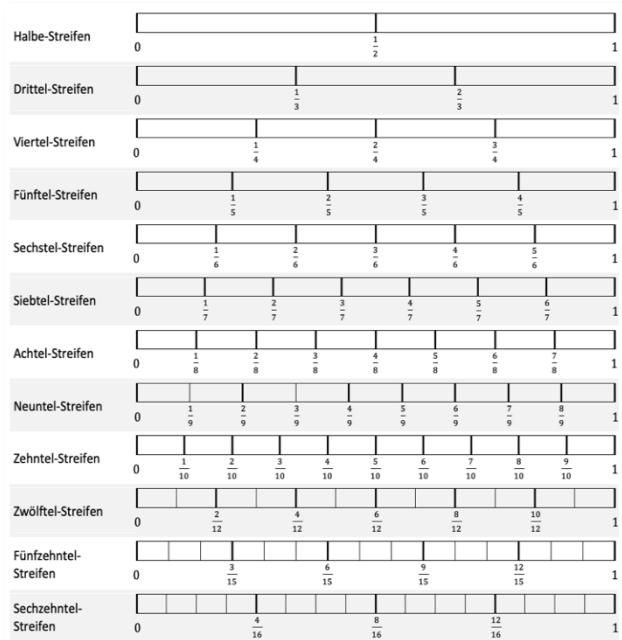 Halbe-Streifen
0 1/2 1
Drittel-Streifen
0 1/3 2/3 1
Viertel-Streifen
0 1/4 2/4 3/4 1
Fünftel-Streifen
0 1/5 2/5 3/5 4/5 1
Sechstel-Streifen
0 1/6 2/6 3/6 4/6 5/6 1
Siebtel-Streifen
0 1/7 2/7 3/7 4/7 5/7 6/7 1
Achtel-Streifen
0 1/8 2/8 3/8 4/8 5/8 6/8 7/8 1
Neuntel-Streifen
0 1/9 2/9 3/9 4/9 5/9 6/9 7/9 8/9 1
Zehntel-Streifen
0 1/10 2/10 3/10 4/10 5/10 6/10 7/10 8/10 9/10 1
Zwölftel-Streifen
0 2/12 4/12 6/12 8/12 10/12 1
Fünfzehntel-
Streifen
0 3/15 6/15 9/15 12/15 1
Sechzehntel-
Streifen
0 4/16 8/16 12/16 1